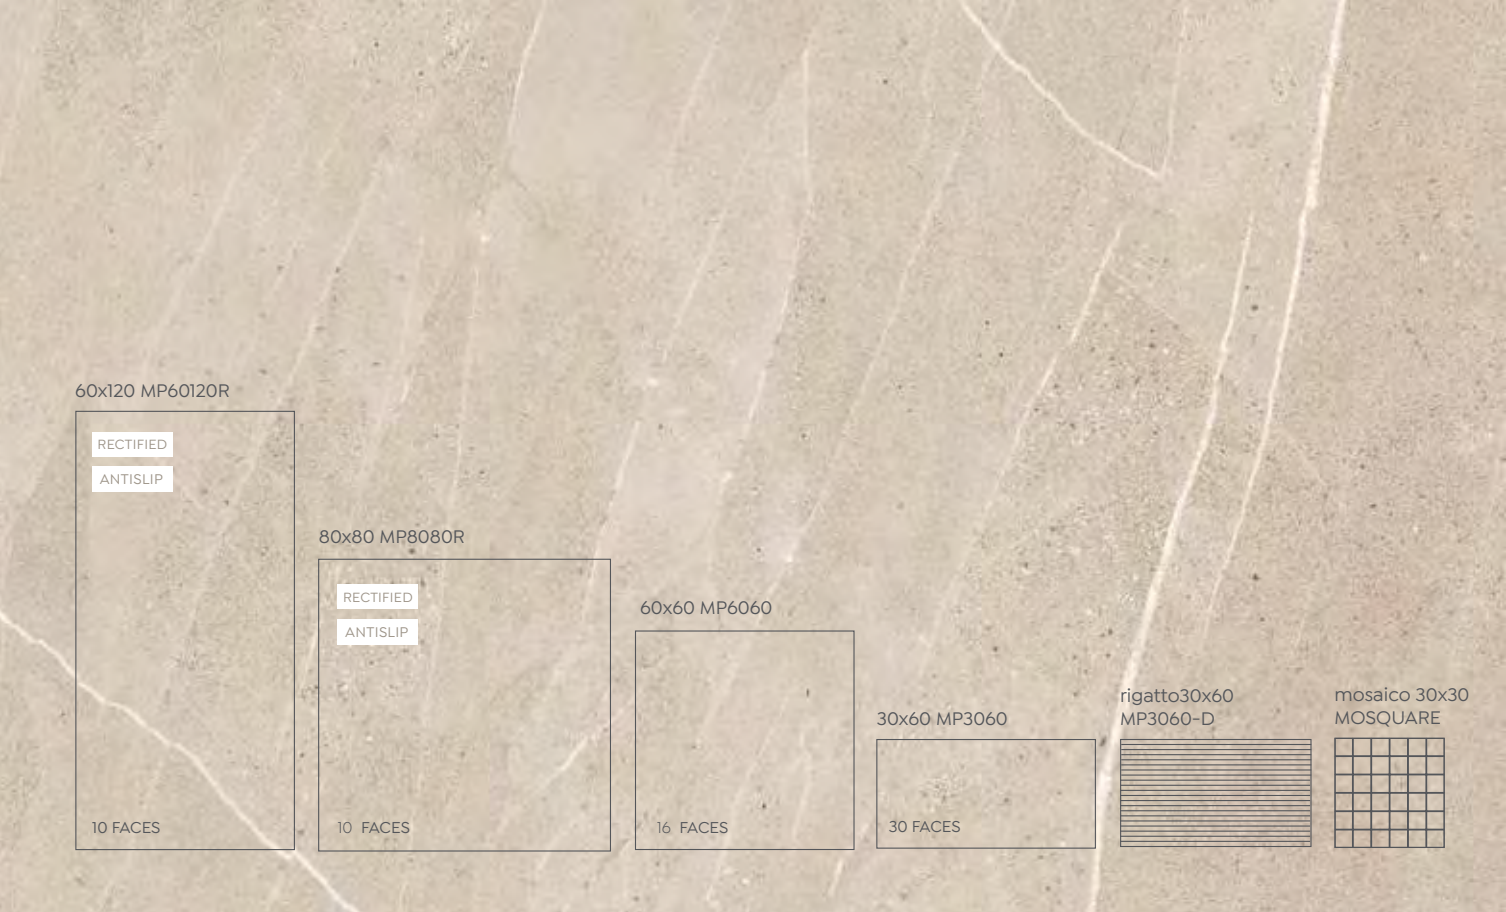 60x120 MP60120R
RECTIFIED
ANTISLIP
10 FACES
80x80 MP8080R
RECTIFIED
ANTISLIP
10 FACES
60x60 MP6060
16 FACES
30x60 MP3060
30 FACES
rigatto30x60
MP3060-D
mosaico 30x30
MOSQUARE